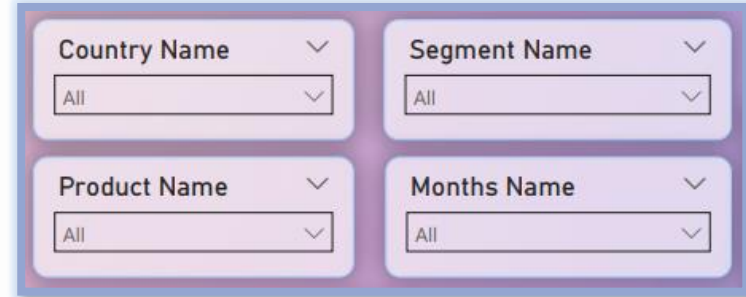 Country Name
All
Segment Name
All
Product Name
All
Months Name
All